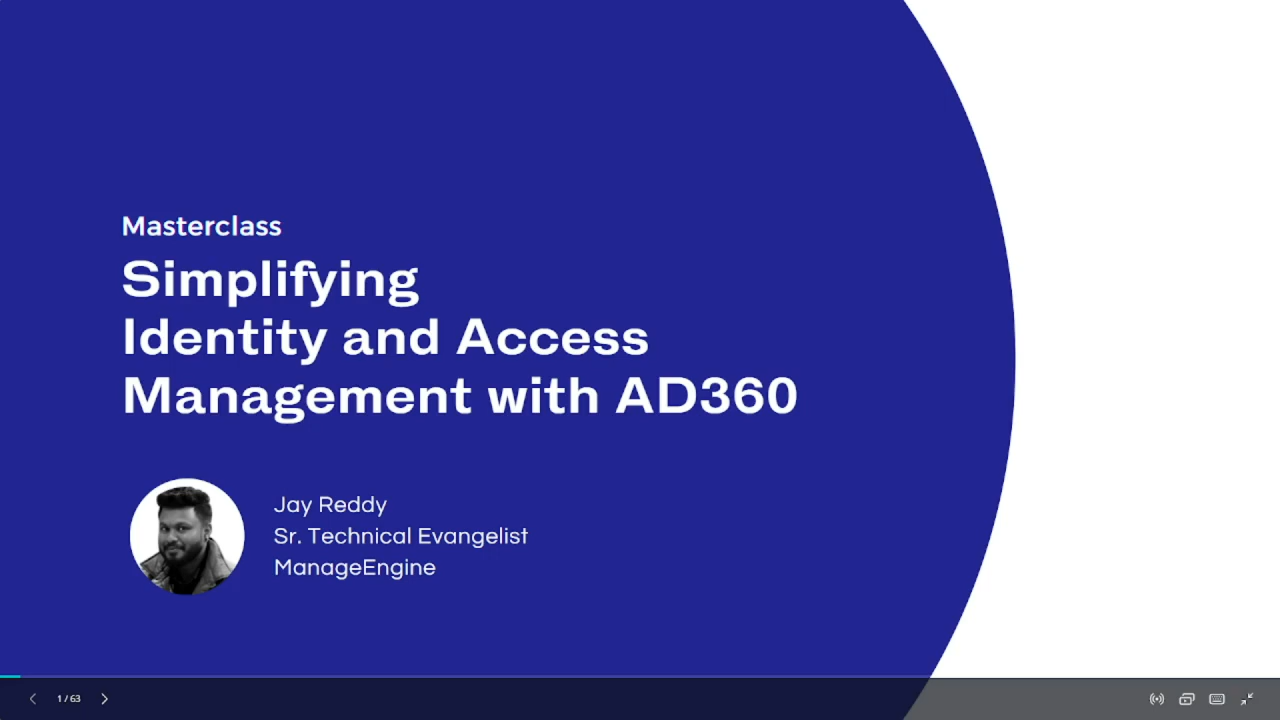 Masterclass
Simplifying
Identity and Access
Management with AD360
Jay Reddy
Sr. Technical Evangelist
ManageEngine
1 / 63